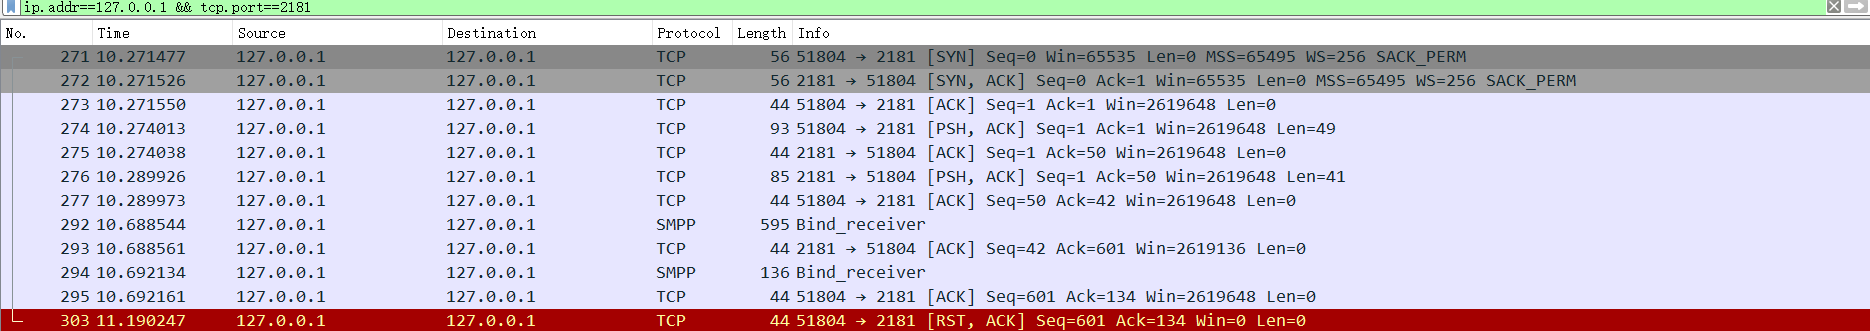 ip.addr==127.0.0.1 && tcp.port==2181
No. Time Source Destination Protocol Length Info
271 10.271477 127.0.0.1 127.0.0.1 TCP 56 51804 → 2181 [SYN] Seq=0 Win=65535 Len=0 MSS=65495 WS=256 SACK_PERM
272 10.271526 127.0.0.1 127.0.0.1 TCP 56 2181 → 51804 [SYN, ACK] Seq=0 Ack=1 Win=65535 Len=0 MSS=65495 WS=256 SACK_PERM
273 10.271550 127.0.0.1 127.0.0.1 TCP 44 51804 → 2181 [ACK] Seq=1 Ack=1 Win=2619648 Len=0
274 10.274013 127.0.0.1 127.0.0.1 TCP 93 51804 → 2181 [PSH, ACK] Seq=1 Ack=1 Win=2619648 Len=49
275 10.274038 127.0.0.1 127.0.0.1 TCP 44 2181 → 51804 [ACK] Seq=1 Ack=50 Win=2619648 Len=0
276 10.289926 127.0.0.1 127.0.0.1 TCP 85 2181 → 51804 [PSH, ACK] Seq=1 Ack=50 Win=2619648 Len=41
277 10.289973 127.0.0.1 127.0.0.1 TCP 44 51804 → 2181 [ACK] Seq=50 Ack=42 Win=2619648 Len=0
292 10.688544 127.0.0.1 127.0.0.1 SMPP 595 Bind_receiver
293 10.688561 127.0.0.1 127.0.0.1 TCP 44 2181 → 51804 [ACK] Seq=42 Ack=601 Win=2619136 Len=0
294 10.692134 127.0.0.1 127.0.0.1 SMPP 136 Bind_receiver
295 10.692161 127.0.0.1 127.0.0.1 TCP 44 51804 → 2181 [ACK] Seq=601 Ack=134 Win=2619648 Len=0
303 11.190247 127.0.0.1 127.0.0.1 TCP 44 51804 → 2181 [RST, ACK] Seq=601 Ack=134 Win=0 Len=0